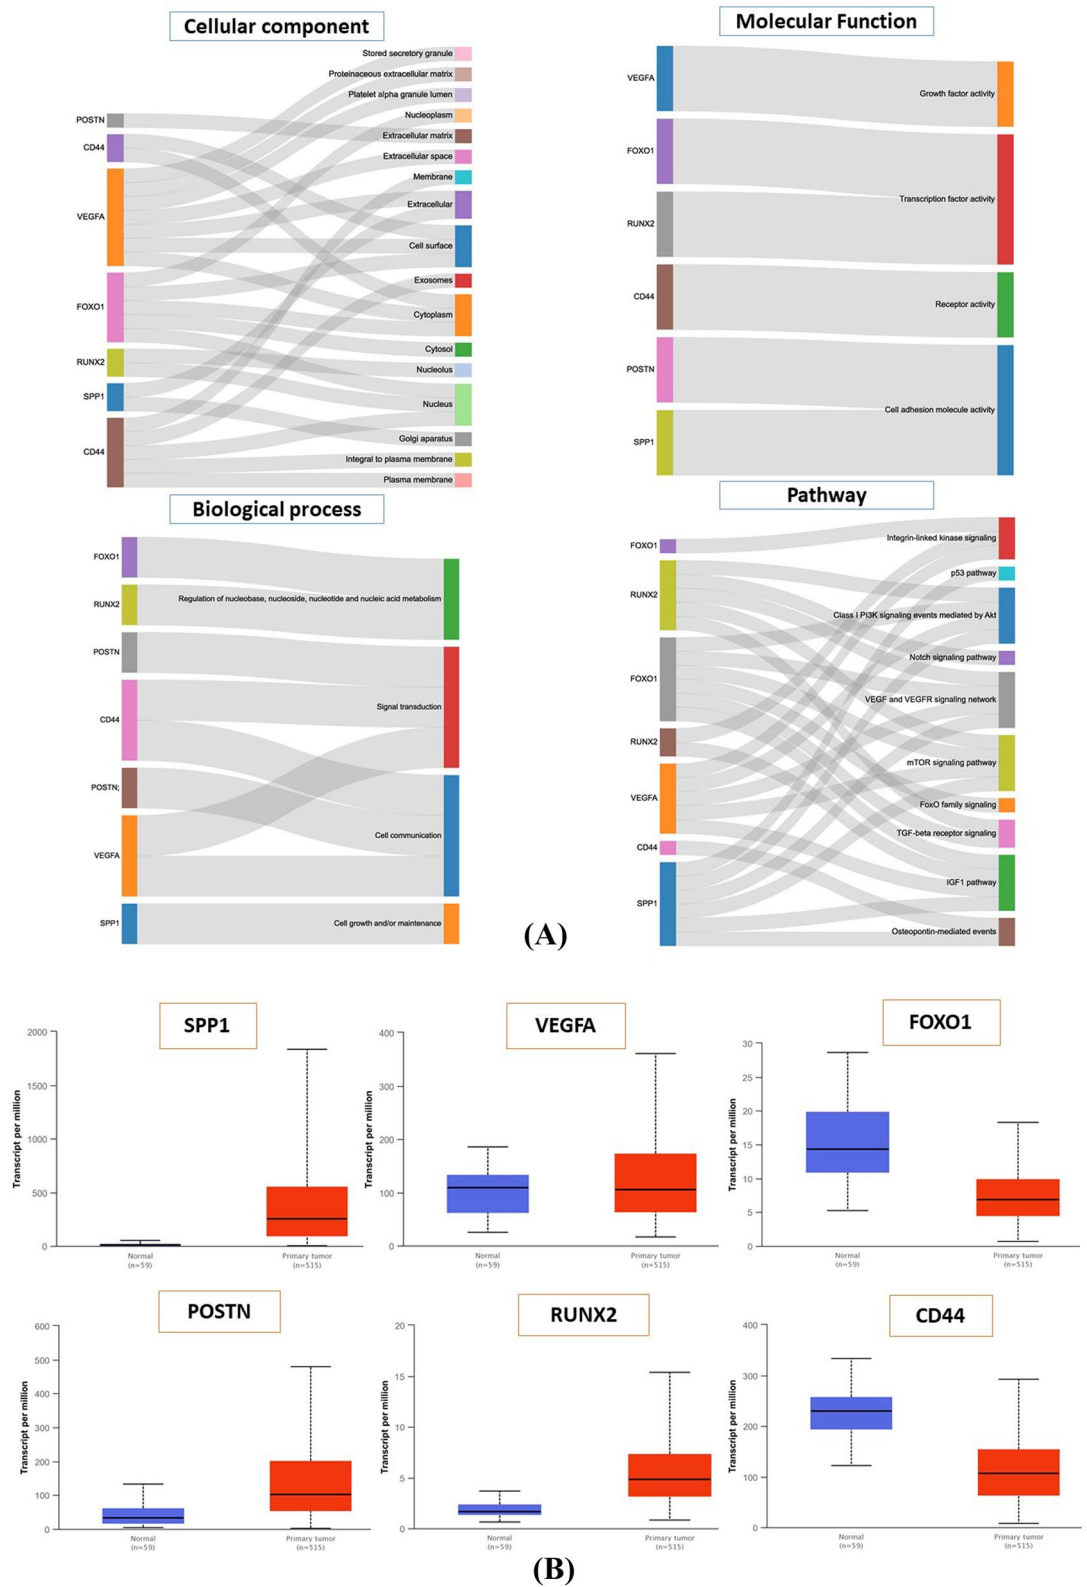 Cellular component
Stored secretory granule
Proteinaceous extracellular matrix
Platelet alpha granule lumen
Nucleoplasm
Extracellular matrix
Extracellular space
Membrane
Extracellular
Cell surface
Exosomes
Cytoplasm
Cytosol
Nucleolus
Nucleus
Golgi aparatus
Integral to plasma membrane
Plasma membrane
POSTN
CD44
VEGFA
FOXO1
RUNX2
SPP1
CD44
Molecular Function
VEGFA
FOXO1
RUNX2
CD44
POSTN
SPP1
Growth factor activity
Transcription factor activity
Receptor activity
Cell adhesion molecule activity
Biological process
FOXO1
RUNX2
POSTN
CD44
POSTN;
VEGFA
SPP1
Regulation of nucleobase, nucleoside, nucleotide and nucleic acid metabolism
Signal transduction
Cell communication
Cell growth and/or maintenance
Pathway
FOXO1
RUNX2
FOXO1
RUNX2
VEGFA
CD44
SPP1
Integrin-linked kinase signaling
p53 pathway
Class I PI3K signaling events mediated by Akt
Notch signaling pathway
VEGF and VEGFR signaling network
mTOR signaling pathway
FoxO family signaling
TGF-beta receptor signaling
IGF1 pathway
Osteopontin-mediated events
(A)
SPP1
Transcript per million
2000
1500
1000
500
0
Normal
(n=59)
Primary tumor
(n=515)
VEGFA
Transcript per million
400
300
200
100
0
Normal
(n=59)
Primary tumor
(n=515)
FOXO1
Transcript per million
30
25
20
15
10
5
0
Normal
(n=59)
Primary tumor
(n=515)
POSTN
Transcript per million
600
500
400
300
200
100
0
Normal
(n=59)
Primary tumor
(n=515)
RUNX2
Transcript per million
20
15
10
5
0
Normal
(n=59)
Primary tumor
(n=515)
CD44
Transcript per million
400
300
200
100
0
Normal
(n=59)
Primary tumor
(n=515)
(B)